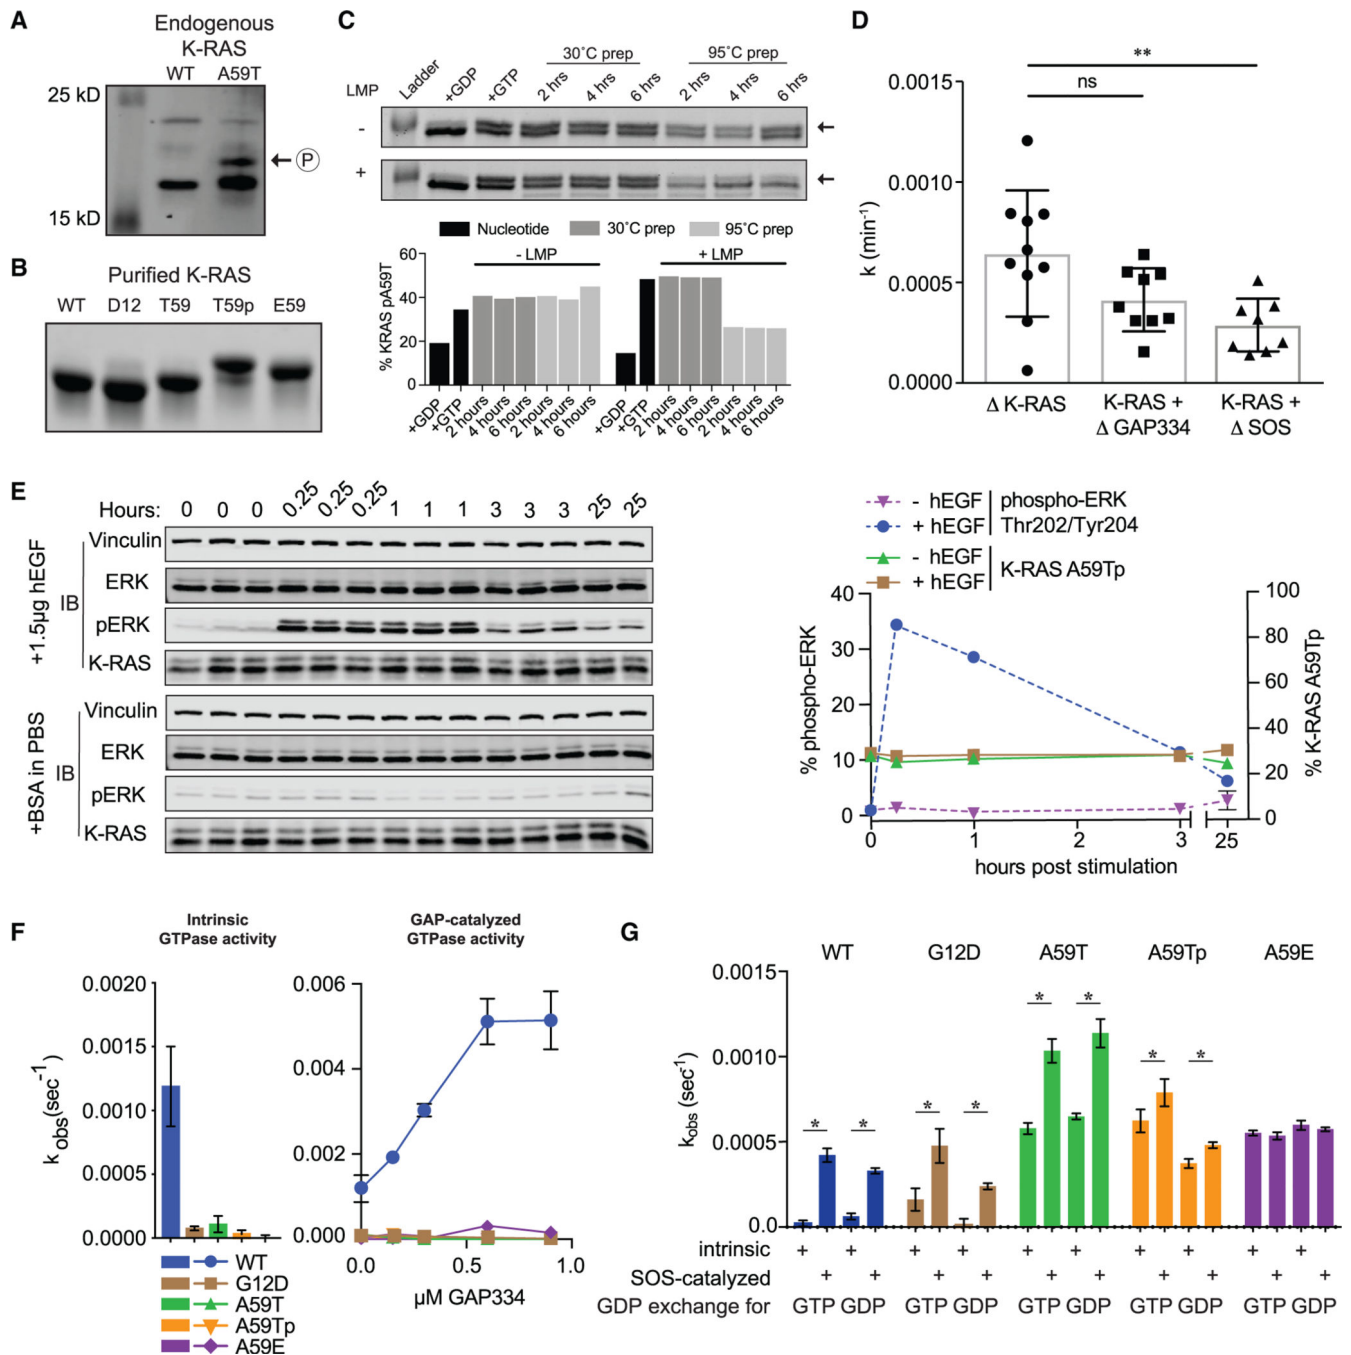 A
Endogenous
K-RAS
WT A59T
25 kD
P
15 kD
B
Purified K-RAS
WT D12 T59 T59p E59
C
30˚C prep 95˚C prep
LMP Ladder +GDP +GTP 2 hrs 4 hrs 6 hrs 2 hrs 4 hrs 6 hrs
-
+
Nucleotide 30˚C prep 95˚C prep
- LMP + LMP
% KRAS pA59T
60
40
20
0
+GDP +GTP 2 hours 4 hours 6 hours 2 hours 4 hours 6 hours +GDP +GTP 2 hours 4 hours 6 hours 2 hours 4 hours 6 hours
D
**
ns
k (min-1)
0.0015
0.0010
0.0005
0.0000
Δ K-RAS K-RAS + Δ GAP334 K-RAS + Δ SOS
E
Hours: 0 0 0 0.25 0.25 0.25 1 1 1 3 3 3 25 25
+1.5µg hEGF
IB
Vinculin
ERK
pERK
K-RAS
+BSA in PBS
IB
Vinculin
ERK
pERK
K-RAS
- hEGF phospho-ERK
+ hEGF Thr202/Tyr204
- hEGF K-RAS A59Tp
+ hEGF
% phospho-ERK
40
30
20
10
0
% K-RAS A59Tp
100
80
60
40
20
0
0 1 2 3 25
hours post stimulation
F
Intrinsic
GTPase activity
GAP-catalyzed
GTPase activity
kobs(sec-1)
0.0020
0.0015
0.0010
0.0005
0.0000
0.006
0.004
0.002
0.000
0.0 0.5 1.0
µM GAP334
WT
G12D
A59T
A59Tp
A59E
G
WT G12D A59T A59Tp A59E
kobs (sec-1)
0.0015
0.0010
0.0005
0.0
* * * * * * * *
intrinsic + + + + + + + + + +
SOS-catalyzed + + + + + + + + + +
GDP exchange for GTP GDP GTP GDP GTP GDP GTP GDP GTP GDP